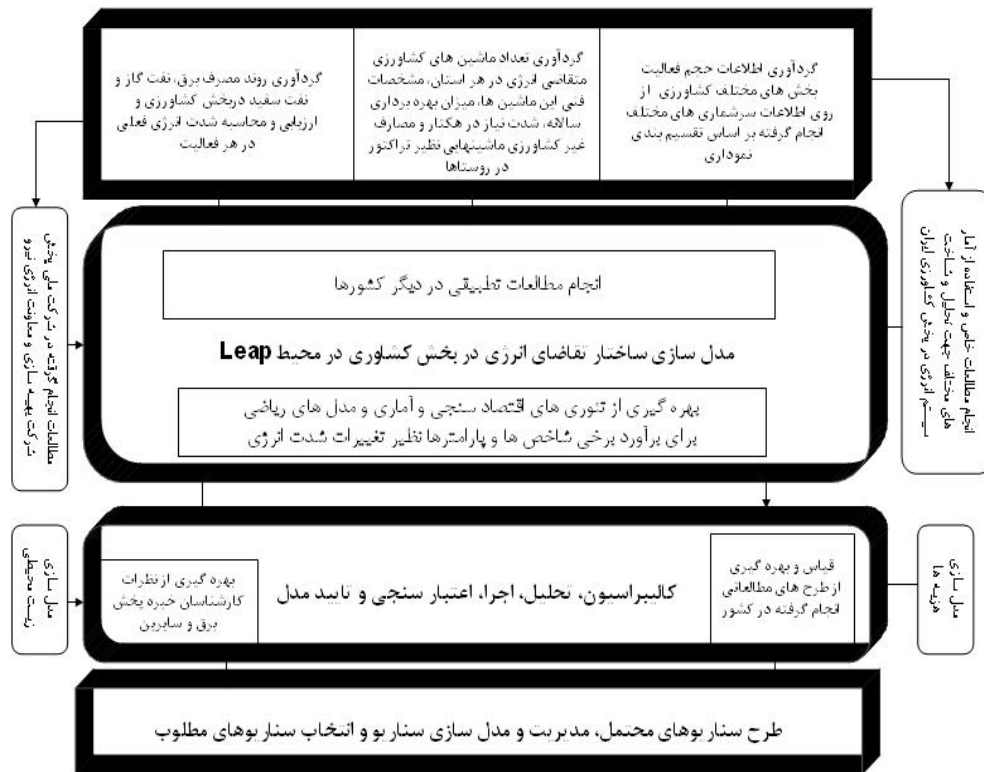 گردآوری اطلاعات حجم فعالیت
بخش های مختلف کشاورزی از
روی اطلاعات سرشماری های مختلف
انجام گرفته بر اساس تقسیم بندی
نموداری
گردآوری تعداد ماشین های کشاورزی
متقاضی انرژی در هر استان، مشخصات
فنی این ماشین ها، میزان بهره برداری
سالانه، شدت نیاز در هکتار و مصارف
غیر کشاورزی ماشینهایی نظیر تراکتور
در روستاها
گردآوری روند مصرف برق، نفت گاز و
نفت سفید دربخش کشاورزی و
ارزیابی و محاسبه شدت انرژی فعلی
در هر فعالیت
انجام مطالعات خاص و استفاده از آمار
های مختلف جهت تحلیل و شناخت
سیستم انرژی در بخش کشاورزی ایران
انجام مطالعات تطبیقی در دیگر کشورها
مدل سازی ساختار تقاضای انرژی در بخش کشاوری در محیط Leap
بهره گیری از تئوری های اقتصاد سنجی و آماری و مدل های ریاضی
برای برآورد برخی شاخص ها و پارامترها نظیر تغییرات شدت انرژی
مطالعات انجام گرفته در شرکت ملی پخش
شرکت بهینه سازی و معاونت انرژی نیرو
مدل سازی
هزینه ها
قیاس و بهره گیری
از طرح های مطالعاتی
انجام گرفته در کشور
کالیبراسیون، تحلیل، اجرا، اعتبار سنجی و تایید مدل
بهره گیری از نظرات
کارشناسان خبره بخش
برق و سایرین
مدل سازی
زیست محیطی
طرح سناریوهای محتمل، مدیریت و مدل سازی سناریو و انتخاب سناریوهای مطلوب